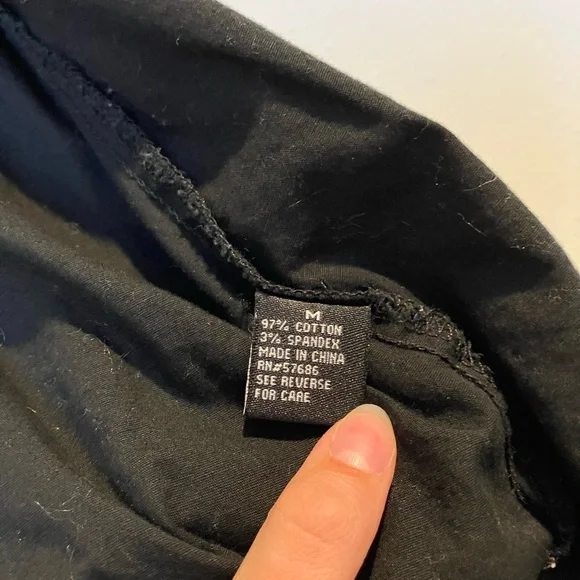 M
97% COTTON
3% SPANDEX
MADE IN CHINA
RN#57686
SEE REVERSE
FOR CARE